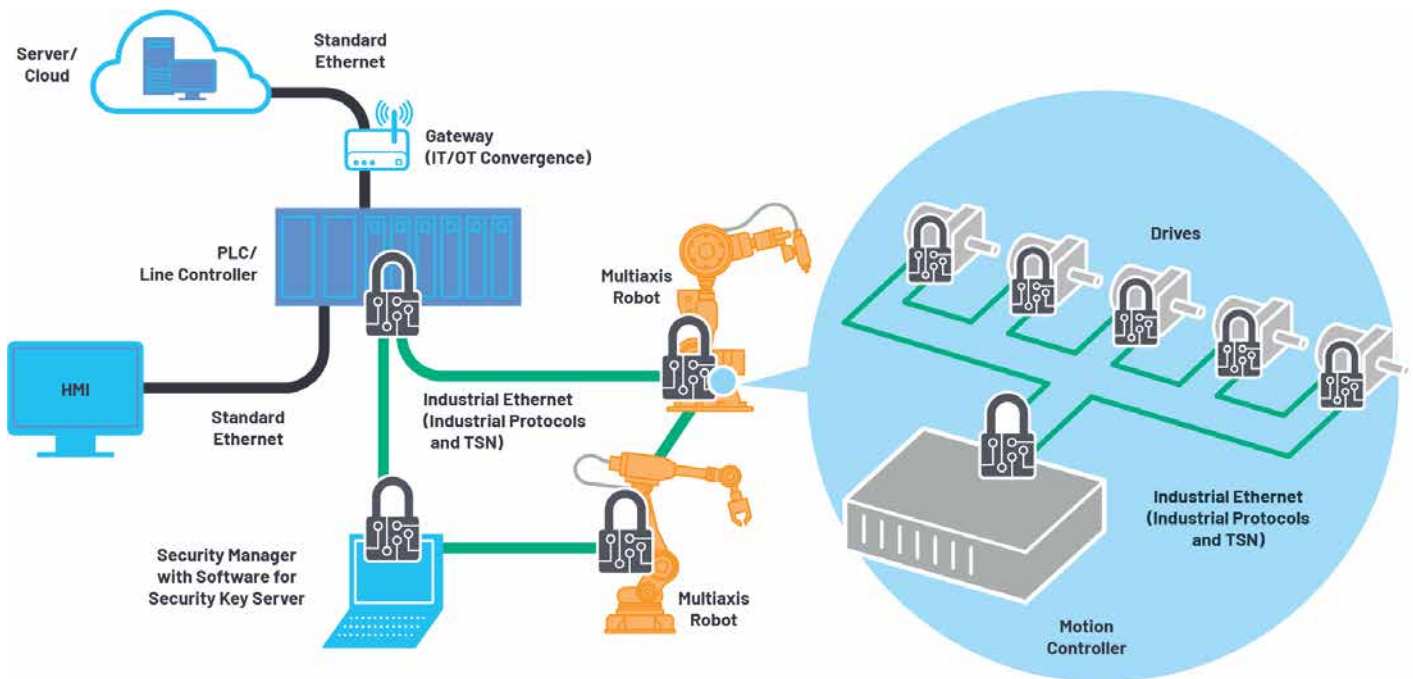 Server/
Cloud
Standard
Ethernet
Gateway
(IT/OT Convergence)
PLC/
Line Controller
Multiaxis
Robot
Drives
HMI
Standard
Ethernet
Industrial Ethernet
(Industrial Protocols
and TSN)
Industrial Ethernet
(Industrial Protocols
and TSN)
Security Manager
with Software for
Security Key Server
Multiaxis
Robot
Motion
Controller